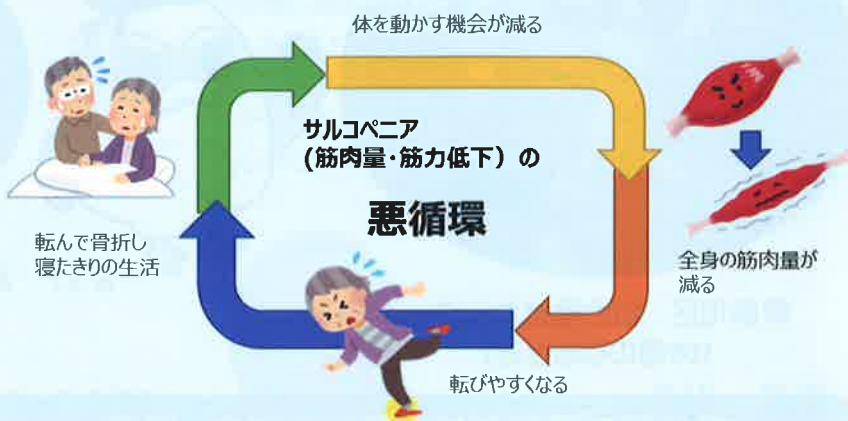 体を動かす機会が減る
サルコペニア
(筋肉量・筋力低下）の
悪循環
全身の筋肉量が
減る
転びやすくなる
転んで骨折し
寝たきりの生活